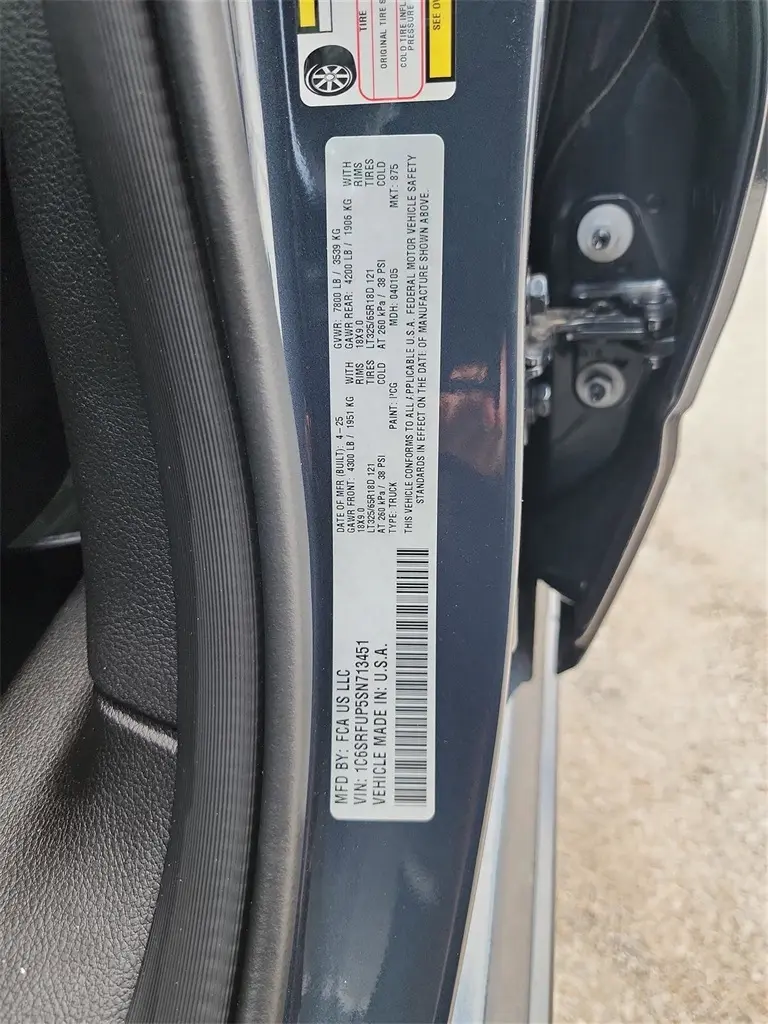 TIRE
ORIGINAL TIRE S
COLD TIRE INFL
PRESSURE
SEE OW
MFD BY: FCA US LLC
VIN: 1C6SRFUP5SN713451
VEHICLE MADE IN: U.S.A.
DATE OF MFR (BUILT): 4-25 GVWR: 7800 LB / 3539 KG
GAWR FRONT: 4300 LB / 1951 KG WITH GAWR REAR: 4200 LB / 1906 KG WITH
18X9.0 RIMS 18X9.0 RIMS
LT325/65R18D 121 TIRES LT325/65R18D 121 TIRES
AT 260 kPa / 38 PSI COLD AT 260 kPa / 38 PSI COLD
TYPE: TRUCK PAINT: PCG MDH: 040105 MKT: 875
THIS VEHICLE CONFORMS TO ALL APPLICABLE U.S.A. FEDERAL MOTOR VEHICLE SAFETY
STANDARDS IN EFFECT ON THE DATE OF MANUFACTURE SHOWN ABOVE.